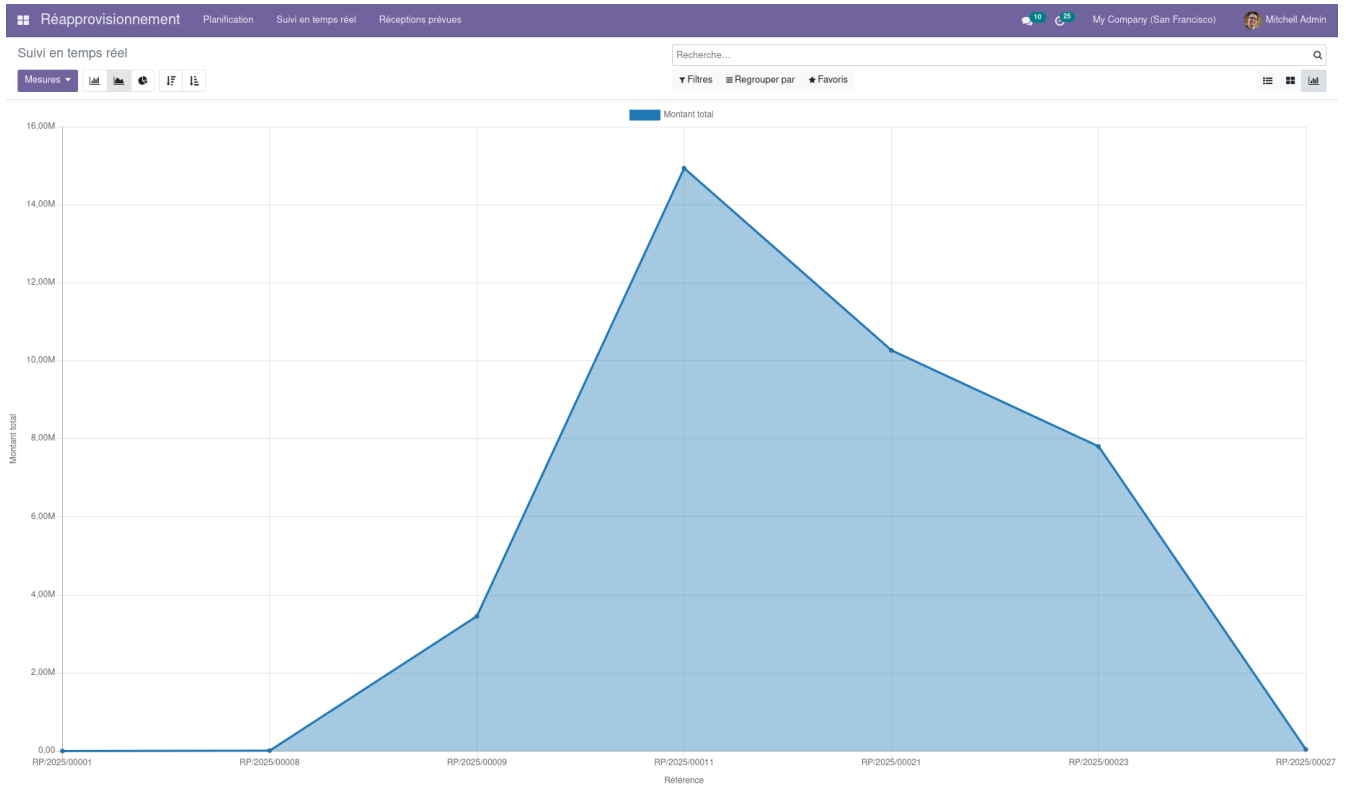 Réapprovisionnement Planification Suivi en temps réel Réceptions prévues 10 25 My Company (San Francisco) Mitchell Admin
Suivi en temps réel
Recherche...
Mesures
Filtres Regrouper par Favoris
Montant total
16,00M
14,00M
12,00M
10,00M
8,00M
6,00M
4,00M
2,00M
0,00
Montant total
RP/2025/00001 RP/2025/00008 RP/2025/00009 RP/2025/00011 RP/2025/00021 RP/2025/00023 RP/2025/00027
Référence